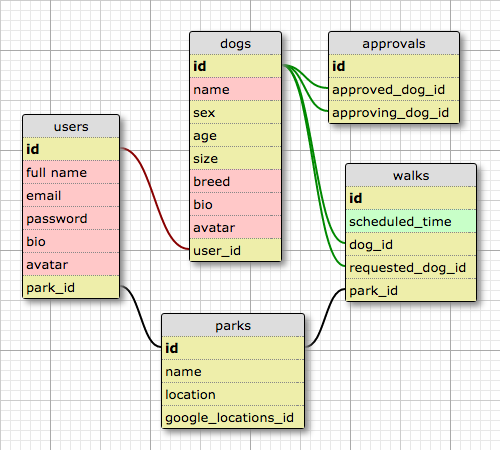 dogs
id
name
sex
age
size
breed
bio
avatar
user_id
approvals
id
approved_dog_id
approving_dog_id
users
id
full name
email
password
bio
avatar
park_id
walks
id
scheduled_time
dog_id
requested_dog_id
park_id
parks
id
name
location
google_locations_id